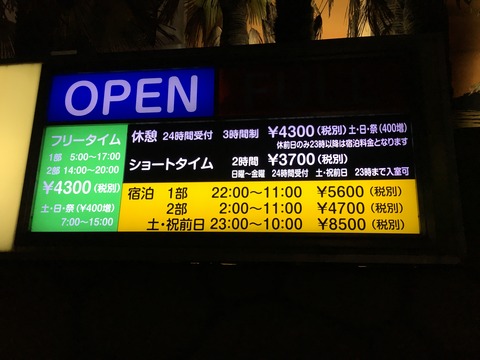 OPEN
フリータイム
1部 5:00〜17:00
2部 14:00〜20:00
¥4300(税別)
土・日・祭(¥400増)
7:00〜15:00
休憩 24時間受付 3時間制 ¥4300(税別)土・日・祭(400増)
休前日のみ23時以降は宿泊料金となります
ショートタイム 2時間 ¥3700(税別)
日曜〜金曜 24時間受付 土・祝前日 23時まで入室可
宿泊 1部 22:00〜11:00 ¥5600(税別)
2部 2:00〜11:00 ¥4700(税別)
土・祝前日 23:00〜10:00 ¥8500(税別)